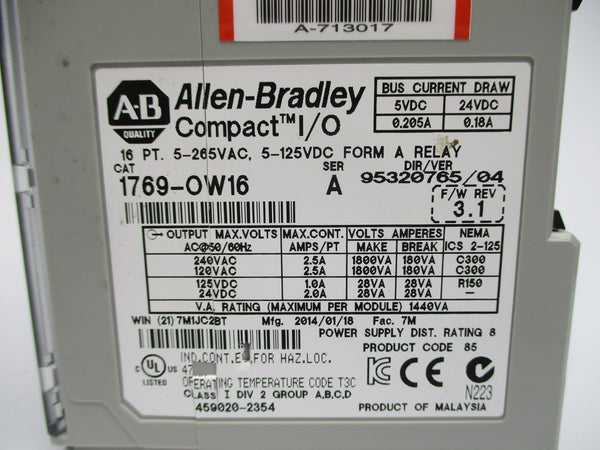 A-713017
A-B
QUALITY
Allen-Bradley
Compact™ I/O
BUS CURRENT DRAW
5VDC 24VDC
0.205A 0.18A
16 PT. 5-265VAC, 5-125VDC FORM A RELAY
CAT SER DIR/VER
1769-OW16 A 95320765/04
F/W REV
3.1
OUTPUT MAX.VOLTS MAX.CONT. VOLTS AMPERES NEMA
AC@50/60Hz AMPS/PT MAKE BREAK ICS 2-125
240VAC 2.5A 1800VA 180VA C300
120VAC 2.5A 1800VA 180VA C300
125VDC 1.0A 28VA 28VA R150
24VDC 2.0A 28VA 28VA —
V.A. RATING (MAXIMUM PER MODULE) 1440VA
WIN (21) 7M1JC2BT Mfg. 2014/01/18 Fac. 7M
POWER SUPPLY DIST. RATING 8
PRODUCT CODE 85
IND.CONT.EQ.FOR HAZ.LOC.
C UL US
LISTED
OPERATING TEMPERATURE CODE T3C
CLASS I DIV 2 GROUP A,B,C,D
459020-2354
KC CE
N223
PRODUCT OF MALAYSIA